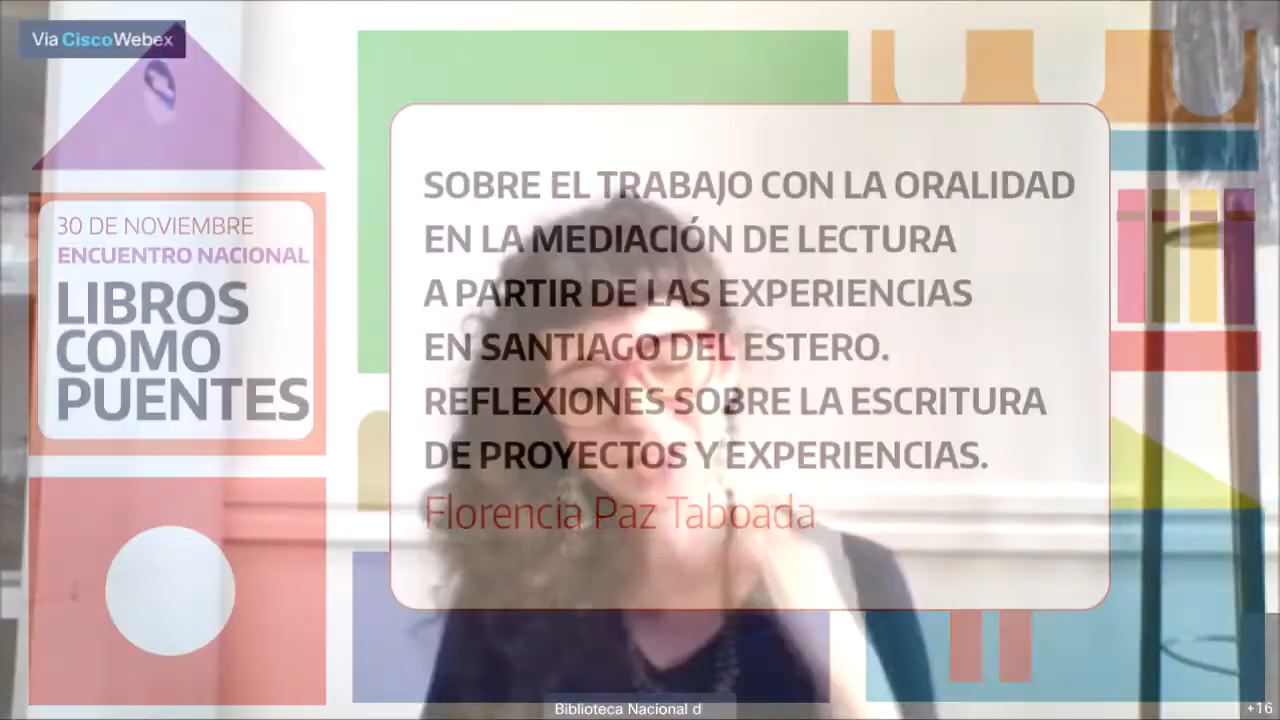 Via CiscoWebex
30 DE NOVIEMBRE
ENCUENTRO NACIONAL
LIBROS
COMO
PUENTES
SOBRE EL TRABAJO CON LA ORALIDAD
EN LA MEDIACIÓN DE LECTURA
A PARTIR DE LAS EXPERIENCIAS
EN SANTIAGO DEL ESTERO.
REFLEXIONES SOBRE LA ESCRITURA
DE PROYECTOS Y EXPERIENCIAS.
Florencia Paz Taboada
Biblioteca Nacional d
+16